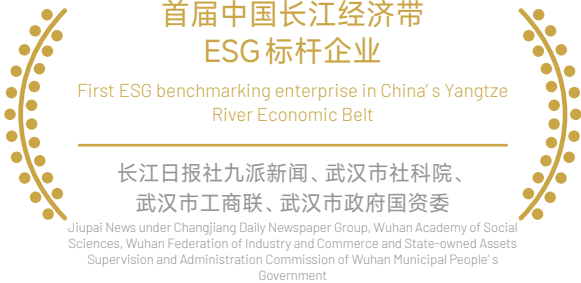 首届中国长江经济带
ESG标杆企业
First ESG benchmarking enterprise in China's Yangtze
River Economic Belt
长江日报社九派新闻、武汉市社科院、
武汉市工商联、武汉市政府国资委
Jiupai News under Changjiang Daily Newspaper Group, Wuhan Academy of Social
Sciences, Wuhan Federation of Industry and Commerce and State-owned Assets
Supervision and Administration Commission of Wuhan Municipal People's
Government